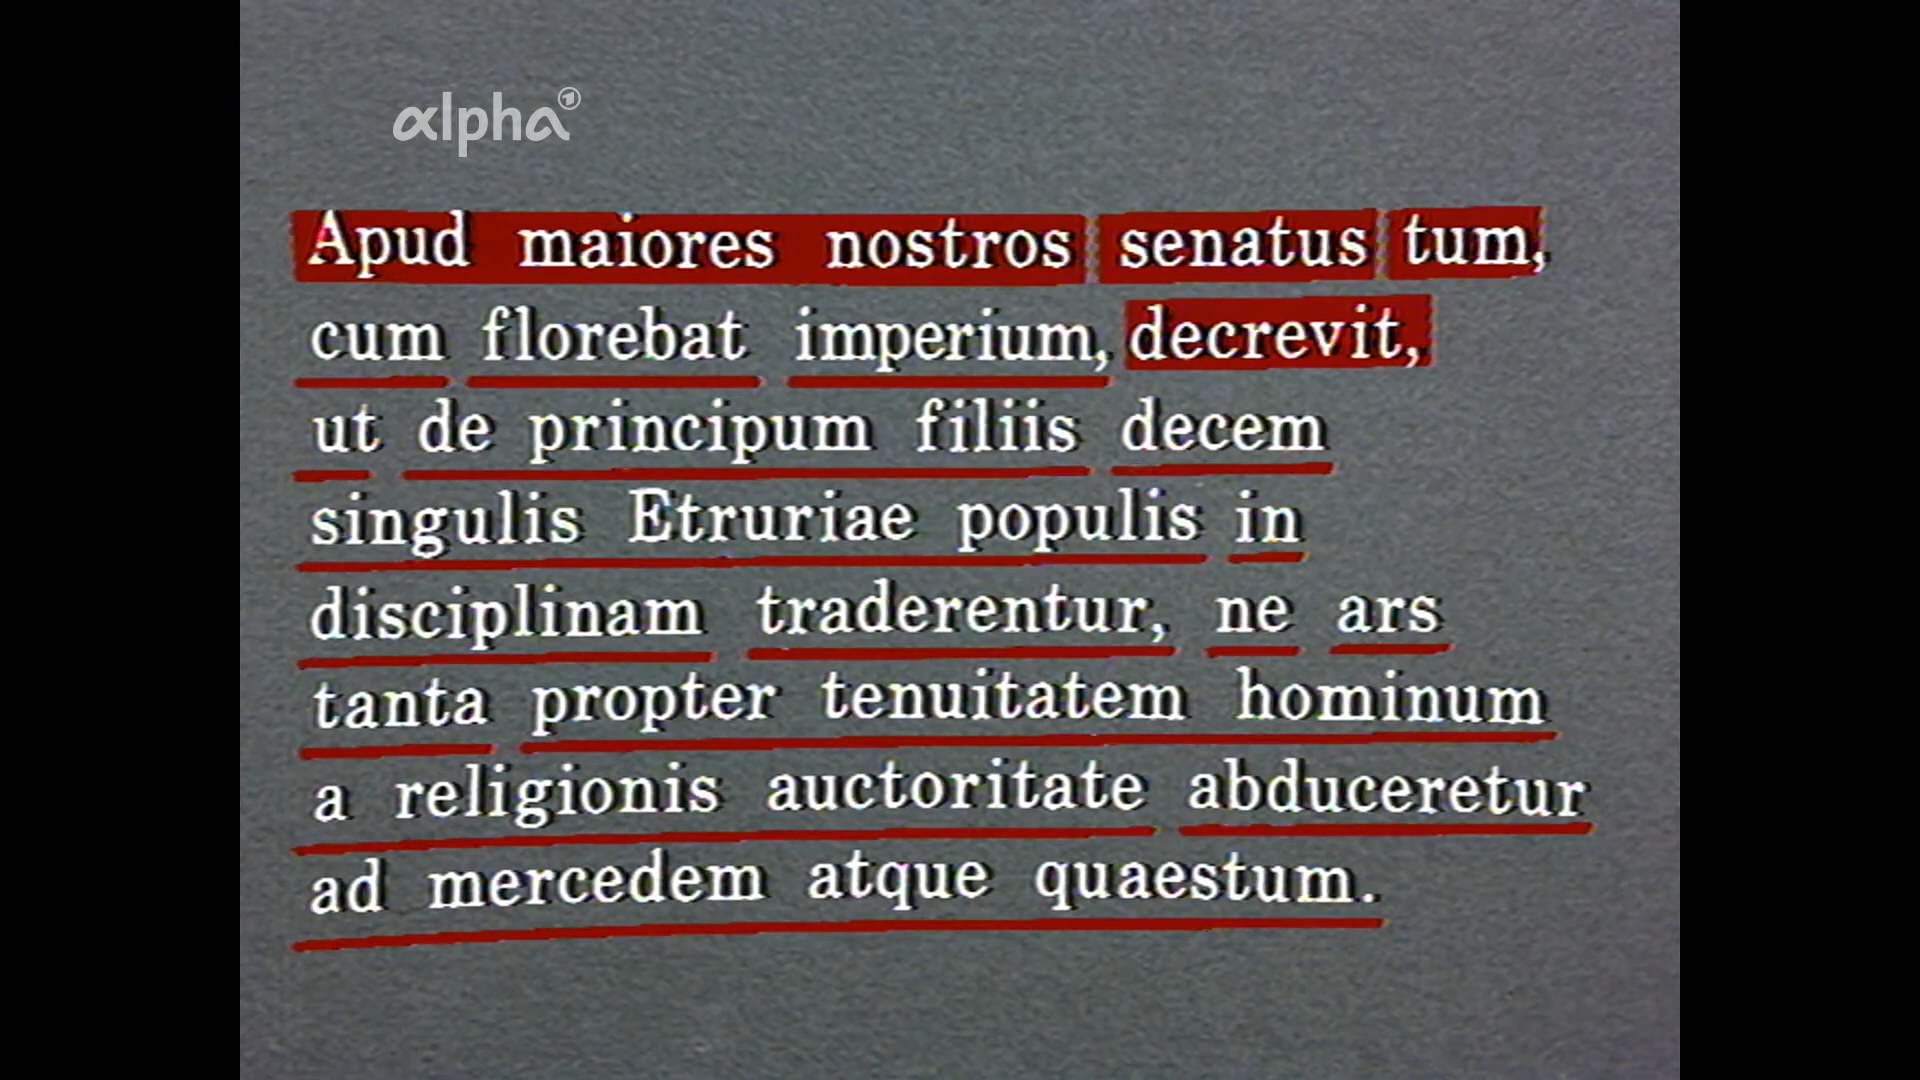 alpha
Apud maiores nostros senatus tum,
cum florebat imperium, decrevit,
ut de principum filiis decem
singulis Etruriae populis in
disciplinam traderentur, ne ars
tanta propter tenuitatem hominum
a religionis auctoritate abduceretur
ad mercedem atque quaestum.